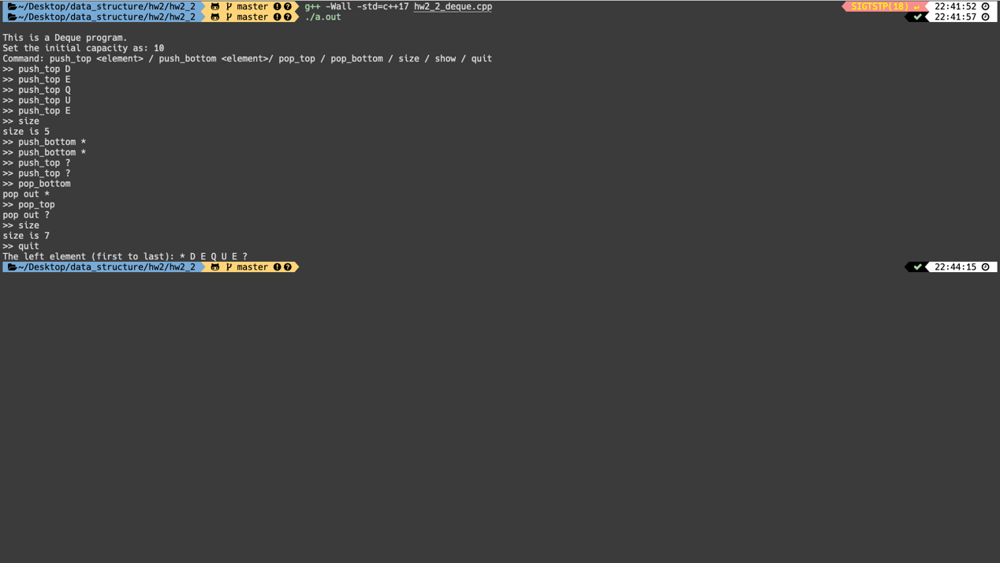 ~/Desktop/data_structure/hw2/hw2_2 master g++ -Wall -std=c++17 hw2_2_deque.cpp SIGTSTP(18) ↵ 22:41:52
~/Desktop/data_structure/hw2/hw2_2 master ./a.out ✔ 22:41:57
This is a Deque program.
Set the initial capacity as: 10
Command: push_top <element> / push_bottom <element>/ pop_top / pop_bottom / size / show / quit
>> push_top D
>> push_top E
>> push_top Q
>> push_top U
>> push_top E
>> size
size is 5
>> push_bottom *
>> push_bottom *
>> push_top ?
>> push_top ?
>> pop_bottom
pop out *
>> pop_top
pop out ?
>> size
size is 7
>> quit
The left element (first to last): * D E Q U E ?
~/Desktop/data_structure/hw2/hw2_2 master ✔ 22:44:15